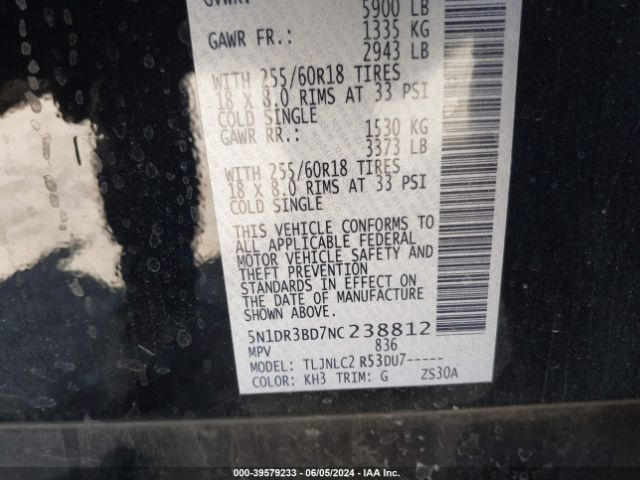 GVWR:
5900 LB
GAWR FR.: 1335 KG
2943 LB
WITH 255/60R18 TIRES
18 X 8.0 RIMS AT 33 PSI
COLD SINGLE
GAWR RR.: 1530 KG
3373 LB
WITH 255/60R18 TIRES
18 X 8.0 RIMS AT 33 PSI
COLD SINGLE
THIS VEHICLE CONFORMS TO
ALL APPLICABLE FEDERAL
MOTOR VEHICLE SAFETY AND
THEFT PREVENTION
STANDARDS IN EFFECT ON
THE DATE OF MANUFACTURE
SHOWN ABOVE.
5N1DR3BD7NC238812
MPV 836
MODEL: TLJNLC2 R53DU7-----
COLOR: KH3 TRIM: G ZS30A
000-39579233 — 06/05/2024 — IAA Inc.